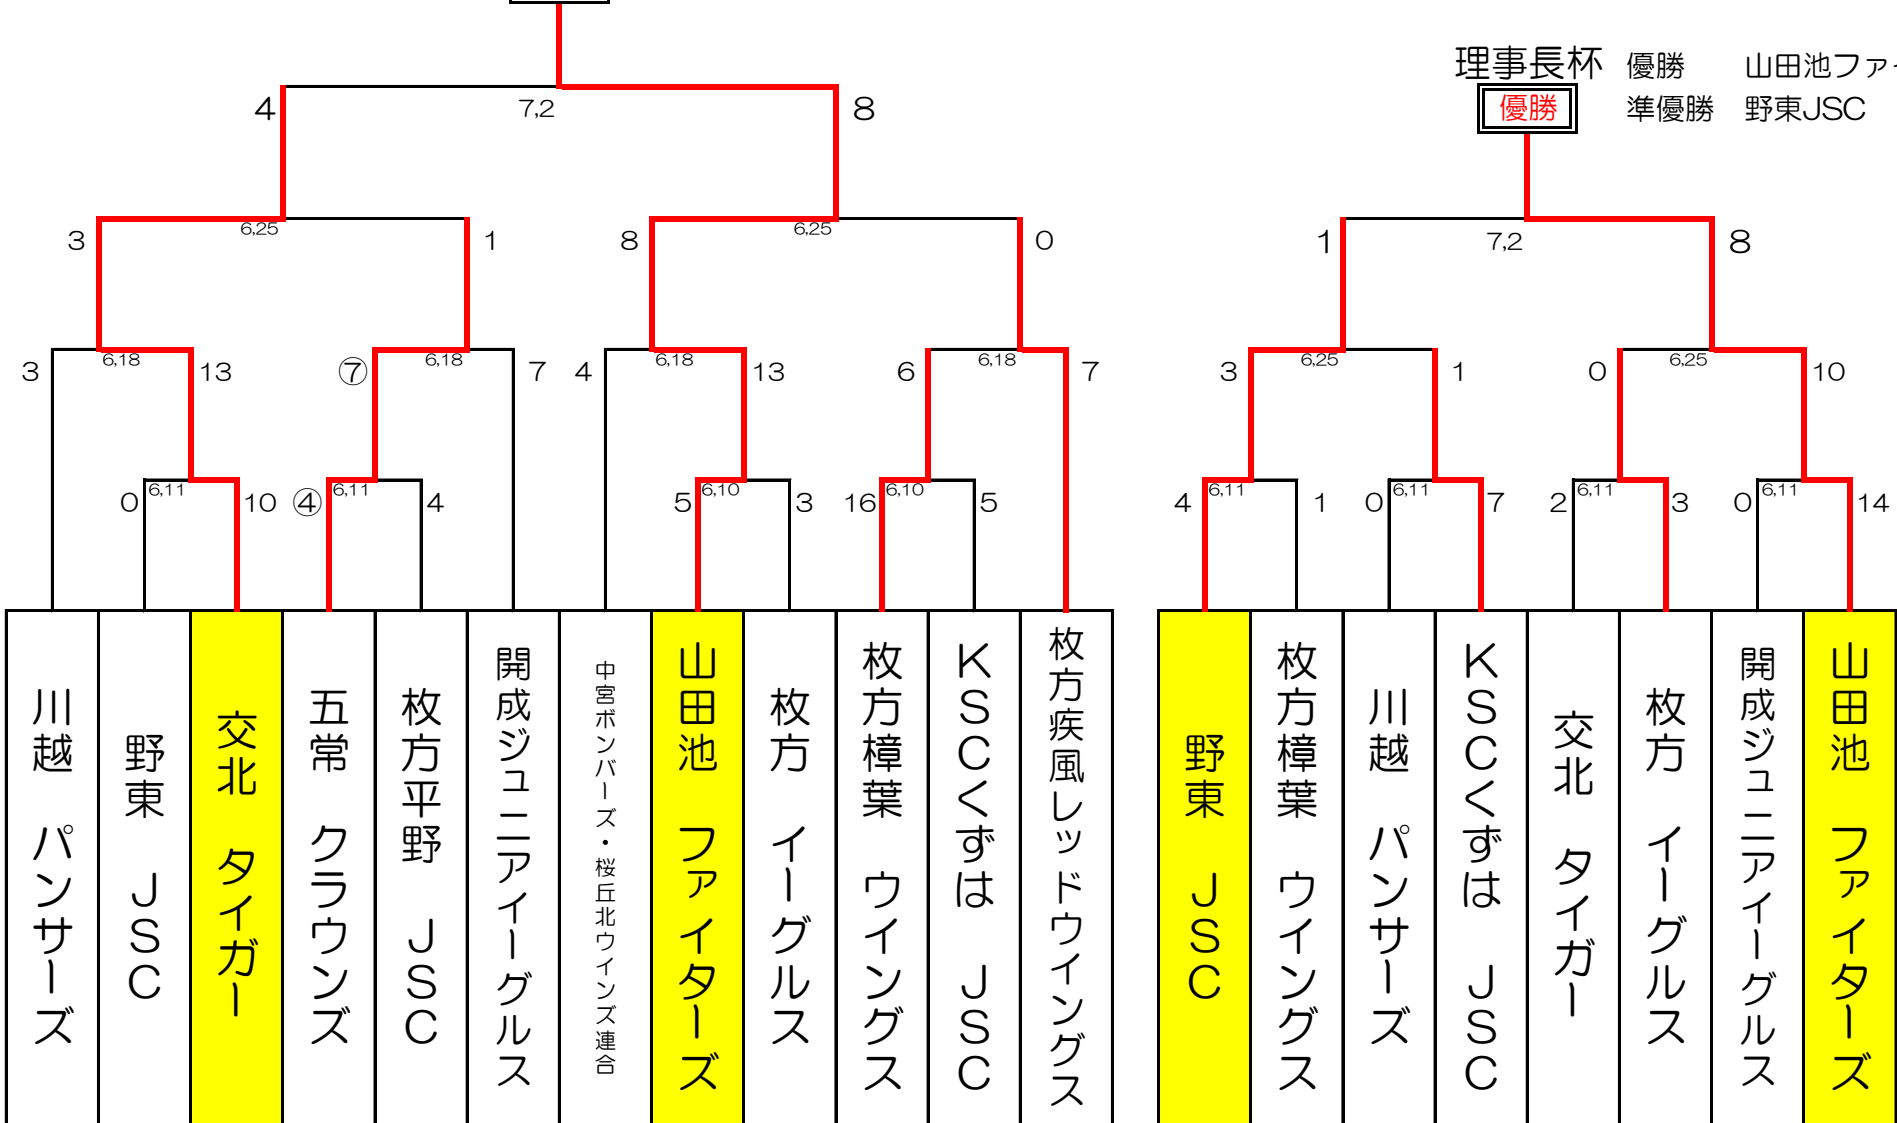 理事長杯 優勝 山田池ファイ
優勝 準優勝 野東JSC
4 7,2 8
3 6,25 1 8 6,25 0 1 7,2 8
3 6,18 13 ⑦ 6,18 7 4 6,18 13 6 6,18 7 3 6,25 1 0 6,25 10
0 6,11 10 ④ 6,11 4 5 6,10 3 16 6,10 5 4 6,11 1 0 6,11 7 2 6,11 3 0 6,11 14
川越 パンサーズ
野東 JSC
交北 タイガー
五常 クラウンズ
枚方平野 JSC
開成ジュニアイーグルス
中宮ボンバーズ・桜丘北ウインズ連合
山田池 ファイターズ
枚方 イーグルス
枚方樟葉 ウイングス
KSCくずは JSC
枚方疾風レッドウイングス
野東 JSC
枚方樟葉 ウイングス
川越 パンサーズ
KSCくずは JSC
交北 タイガー
枚方 イーグルス
開成ジュニアイーグルス
山田池 ファイターズ